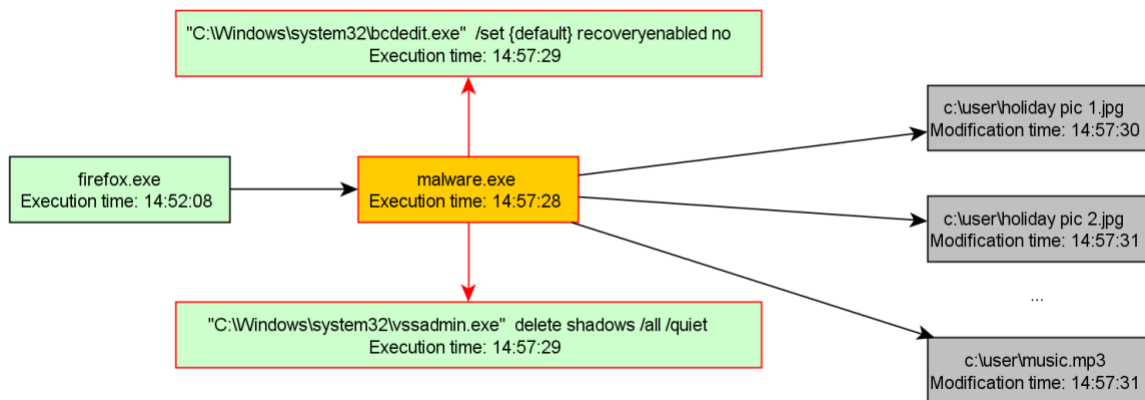 "C:\Windows\system32\bcdedit.exe"  /set {default} recoveryenabled no
Execution time: 14:57:29
c:\user\holiday pic 1.jpg
Modification time: 14:57:30
firefox.exe
Execution time: 14:52:08
malware.exe
Execution time: 14:57:28
c:\user\holiday pic 2.jpg
Modification time: 14:57:31
...
"C:\Windows\system32\vssadmin.exe"  delete shadows /all /quiet
Execution time: 14:57:29
c:\user\music.mp3
Modification time: 14:57:31